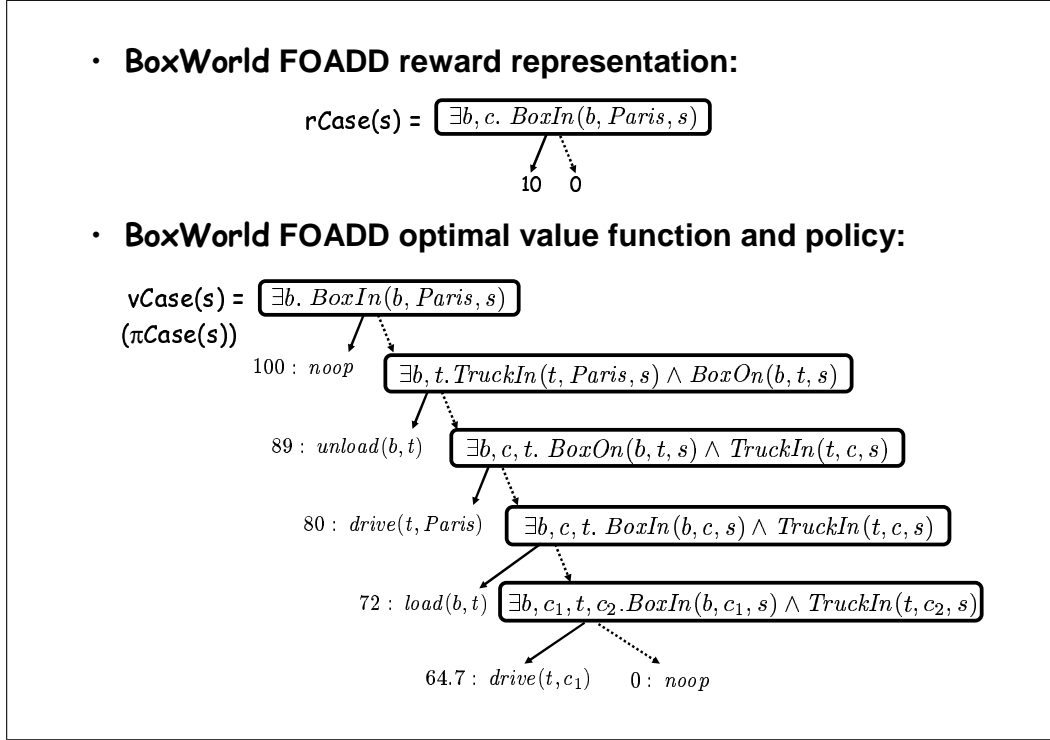 · BoxWorld FOADD reward representation:
rCase(s) = ∃b, c. BoxIn(b, Paris, s)
10 0
· BoxWorld FOADD optimal value function and policy:
vCase(s) = ∃b. BoxIn(b, Paris, s)
(πCase(s))
100 : noop ∃b, t.TruckIn(t, Paris, s) ∧ BoxOn(b, t, s)
89 : unload(b, t) ∃b, c, t. BoxOn(b, t, s) ∧ TruckIn(t, c, s)
80 : drive(t, Paris) ∃b, c, t. BoxIn(b, c, s) ∧ TruckIn(t, c, s)
72 : load(b, t) ∃b, c₁, t, c₂.BoxIn(b, c₁, s) ∧ TruckIn(t, c₂, s)
64.7 : drive(t, c₁) 0 : noop